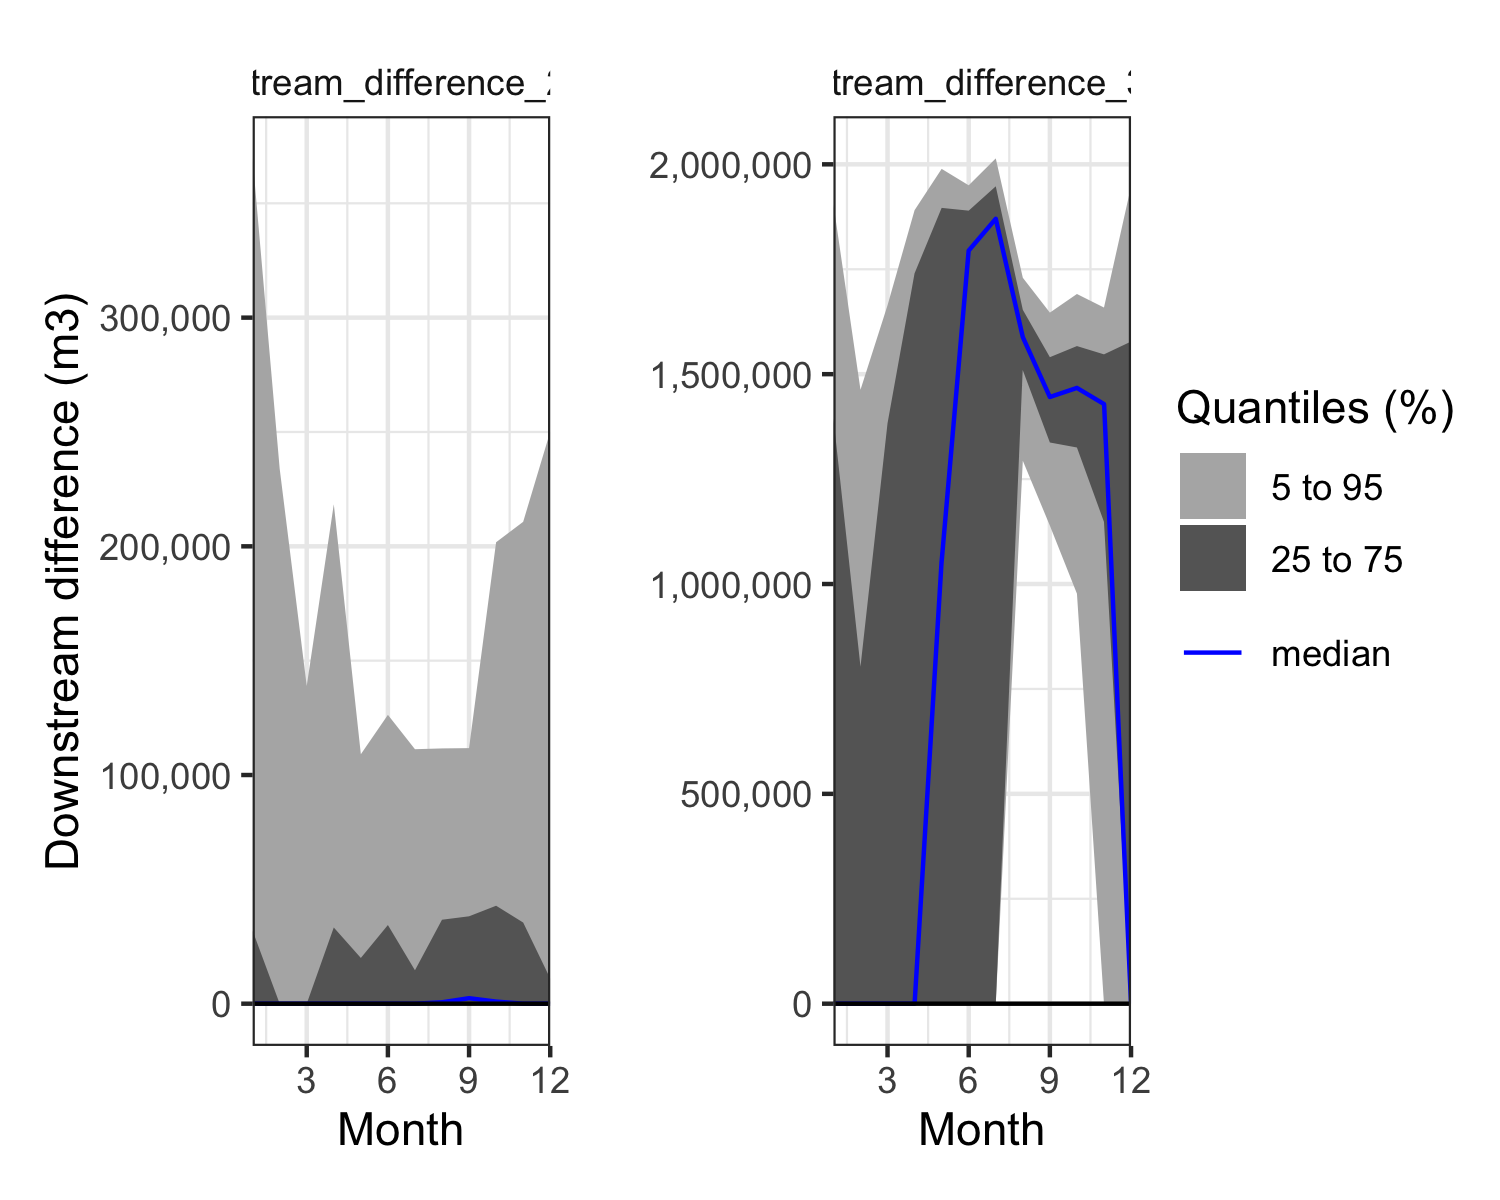 tream_difference_2
tream_difference_3
Downstream difference (m3)
300,000
200,000
100,000
0
3 6 9 12
Month
2,000,000
1,500,000
1,000,000
500,000
0
3 6 9 12
Month
Quantiles (%)
5 to 95
25 to 75
median